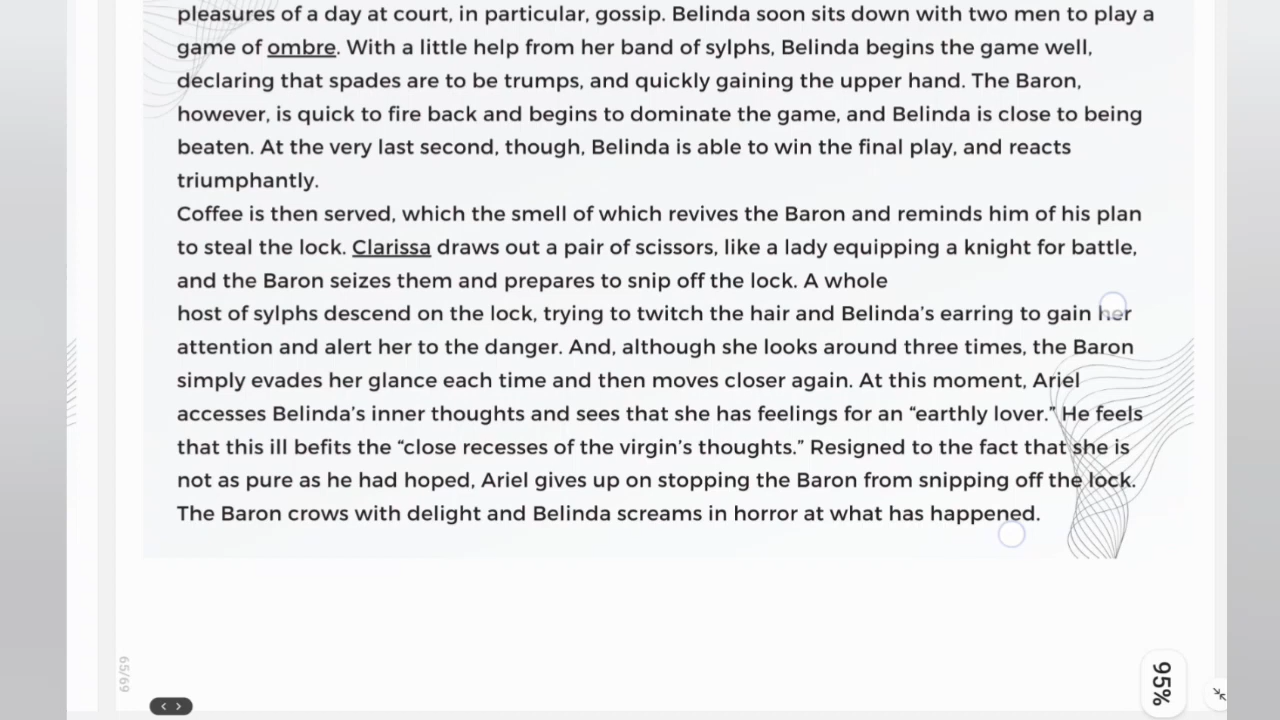 pleasures of a day at court, in particular, gossip. Belinda soon sits down with two men to play a
game of ombre. With a little help from her band of sylphs, Belinda begins the game well,
declaring that spades are to be trumps, and quickly gaining the upper hand. The Baron,
however, is quick to fire back and begins to dominate the game, and Belinda is close to being
beaten. At the very last second, though, Belinda is able to win the final play, and reacts
triumphantly.
Coffee is then served, which the smell of which revives the Baron and reminds him of his plan
to steal the lock. Clarissa draws out a pair of scissors, like a lady equipping a knight for battle,
and the Baron seizes them and prepares to snip off the lock. A whole
host of sylphs descend on the lock, trying to twitch the hair and Belinda’s earring to gain her
attention and alert her to the danger. And, although she looks around three times, the Baron
simply evades her glance each time and then moves closer again. At this moment, Ariel
accesses Belinda’s inner thoughts and sees that she has feelings for an “earthly lover.” He feels
that this ill befits the “close recesses of the virgin’s thoughts.” Resigned to the fact that she is
not as pure as he had hoped, Ariel gives up on stopping the Baron from snipping off the lock.
The Baron crows with delight and Belinda screams in horror at what has happened.
65/69
95%